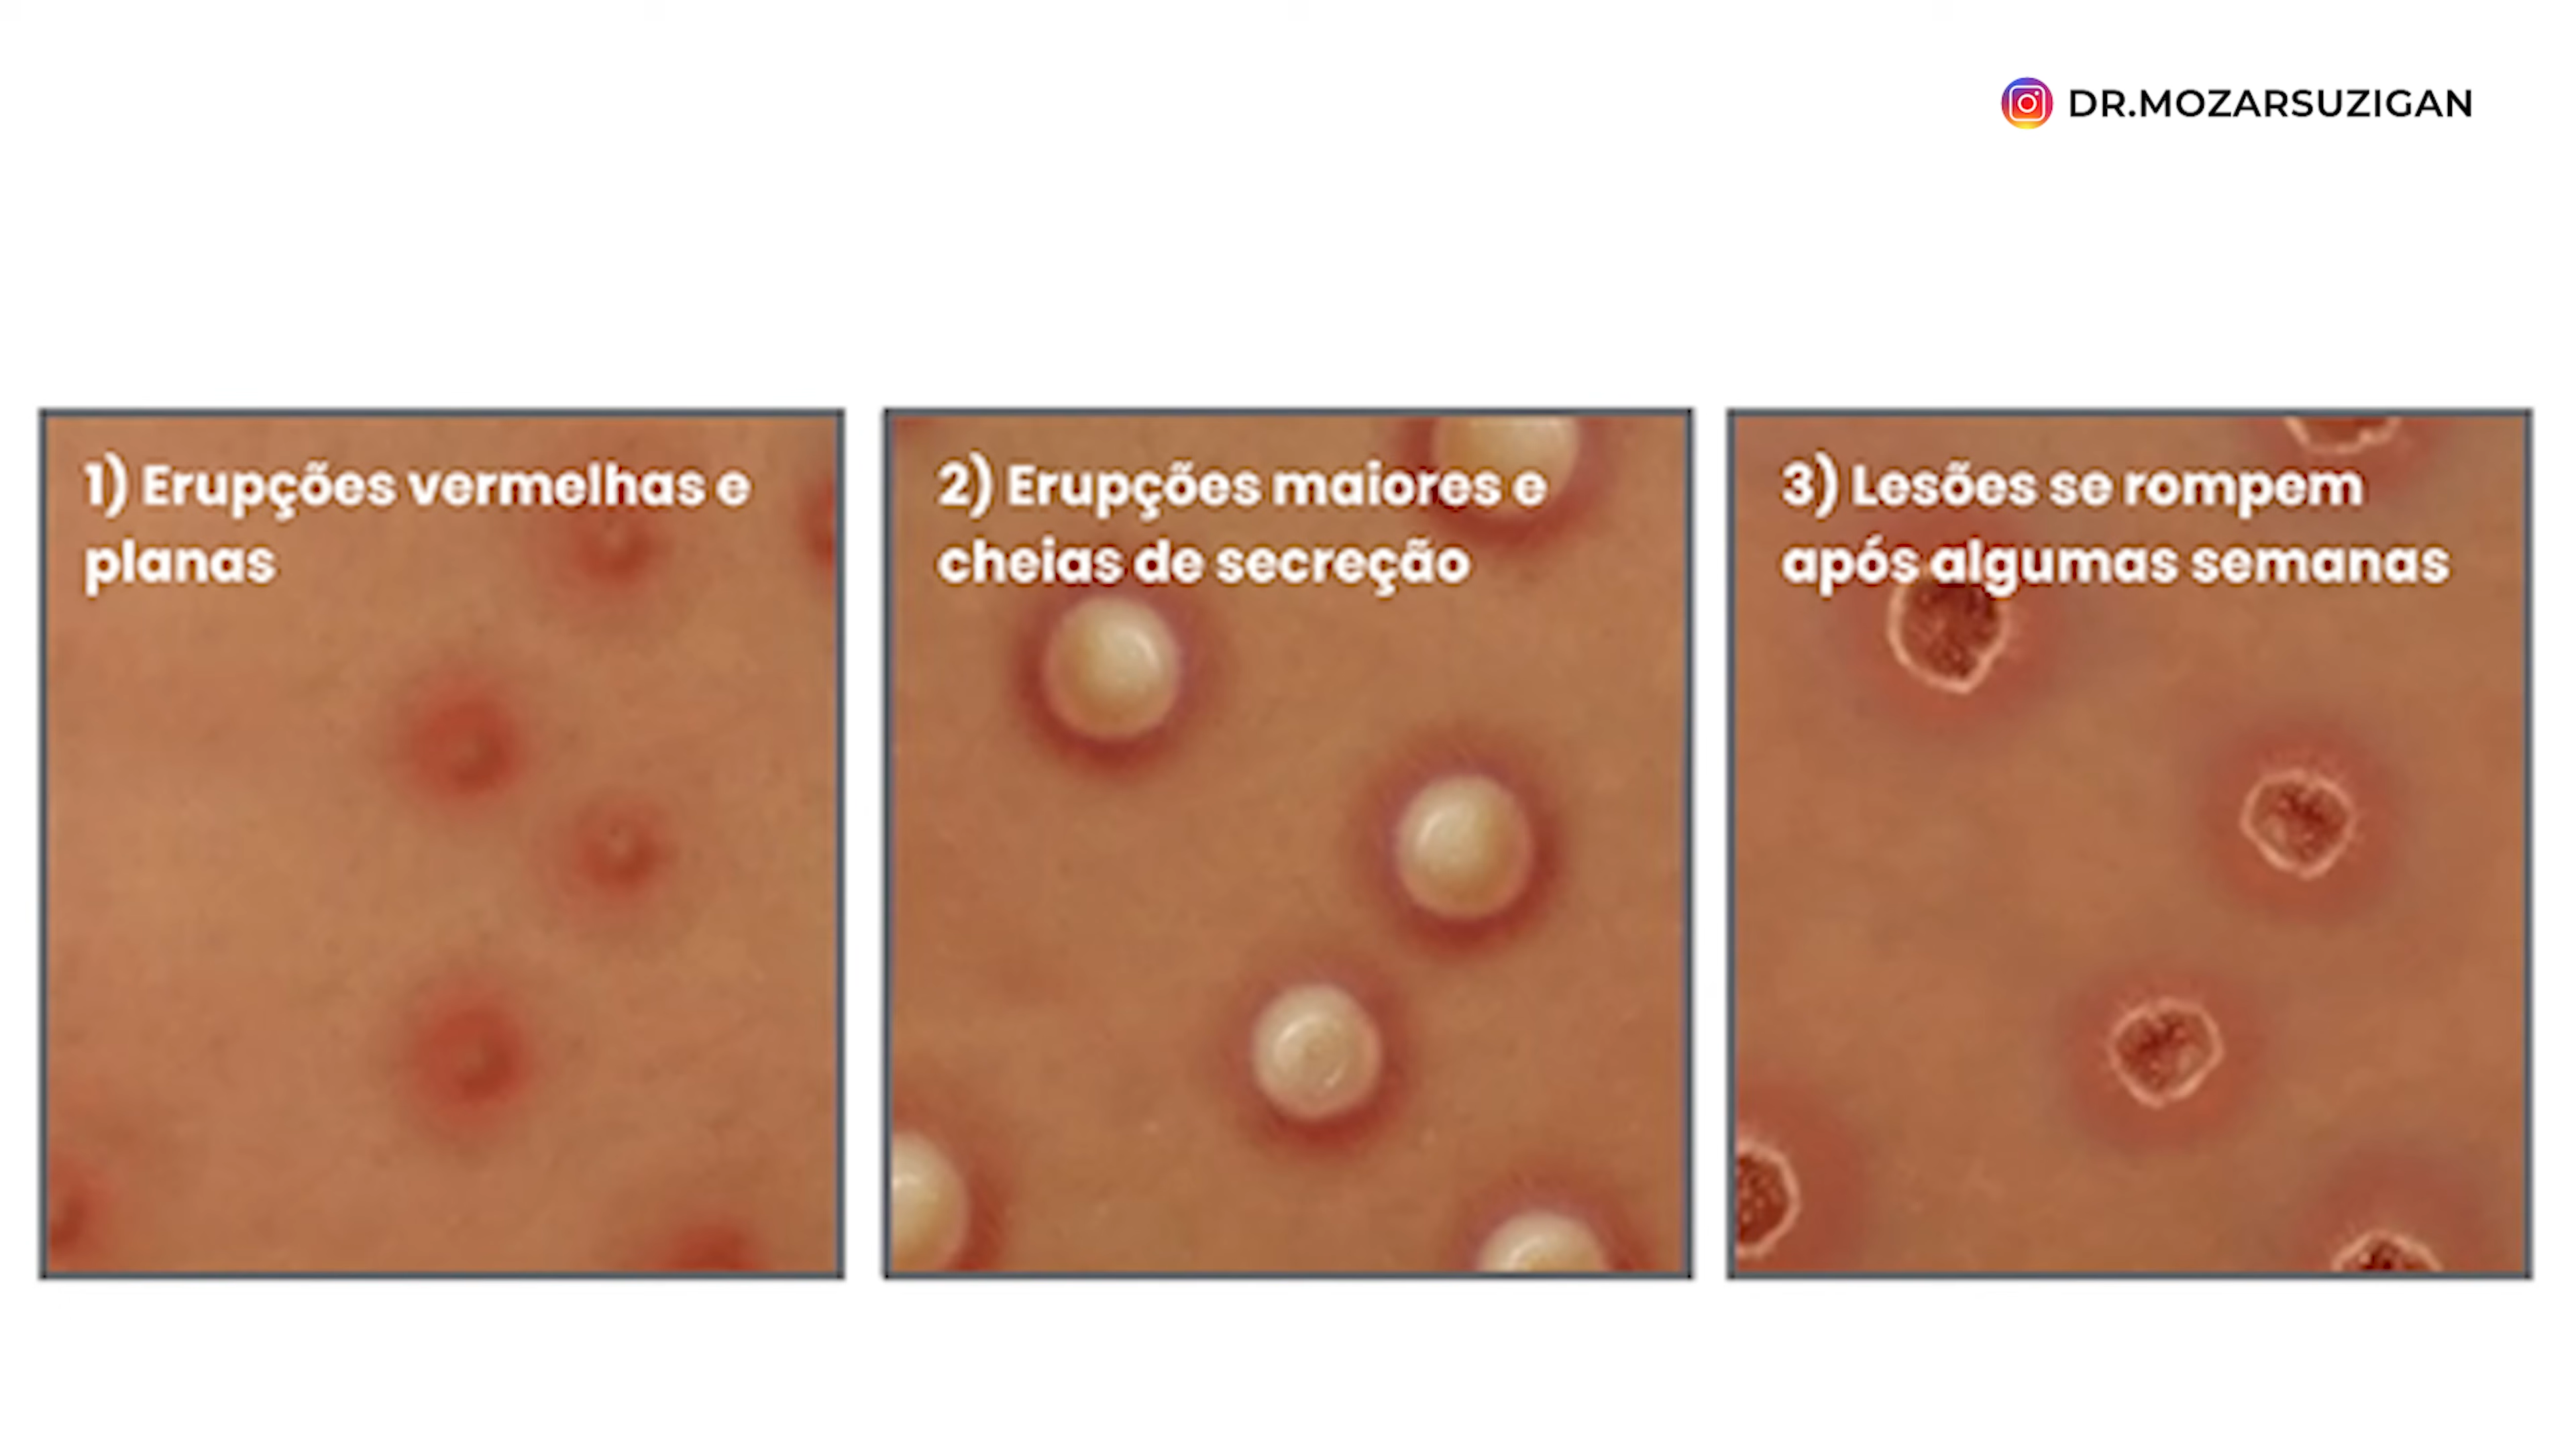 DR.MOZARSUZIGAN
1) Erupções vermelhas e
planas
2) Erupções maiores e
cheias de secreção
3) Lesões se rompem
após algumas semanas